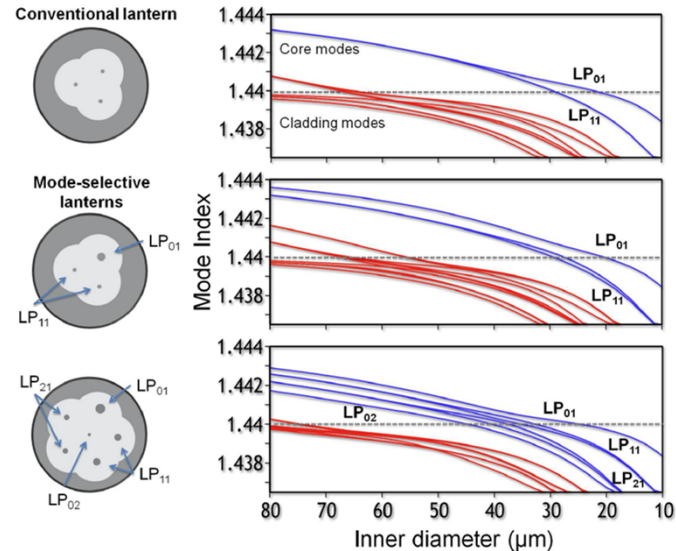 Conventional lantern
Mode-selective
lanterns
LP01
LP11
LP21
LP01
LP11
LP02
Mode Index
1.444
1.442
1.44
1.438
Core modes
Cladding modes
LP01
LP11
1.444
1.442
1.44
1.438
LP01
LP11
1.444
1.442
1.44
1.438
LP02
LP01
LP11
LP21
80 70 60 50 40 30 20 10
Inner diameter (µm)